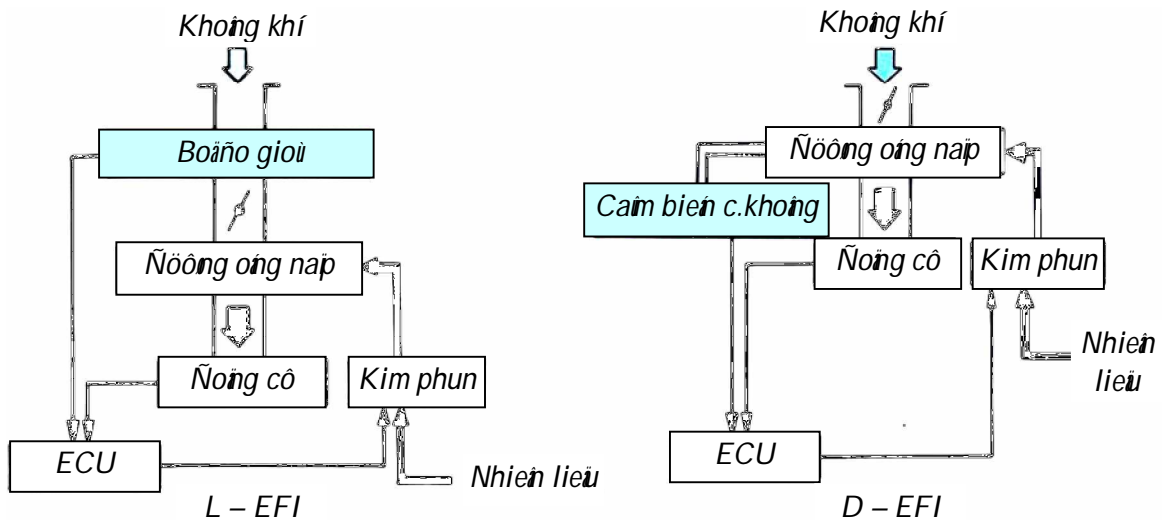 Khoâng khí
Boä ño gioù
Ñöôøng oáng naïp
Ñoäng cô
Kim phun
ECU
Nhieân lieäu
L – EFI
Khoâng khí
Ñöôøng oáng naïp
Caûm bieán c.khoâng
Ñoäng cô
Kim phun
Nhieân
lieäu
ECU
D – EFI